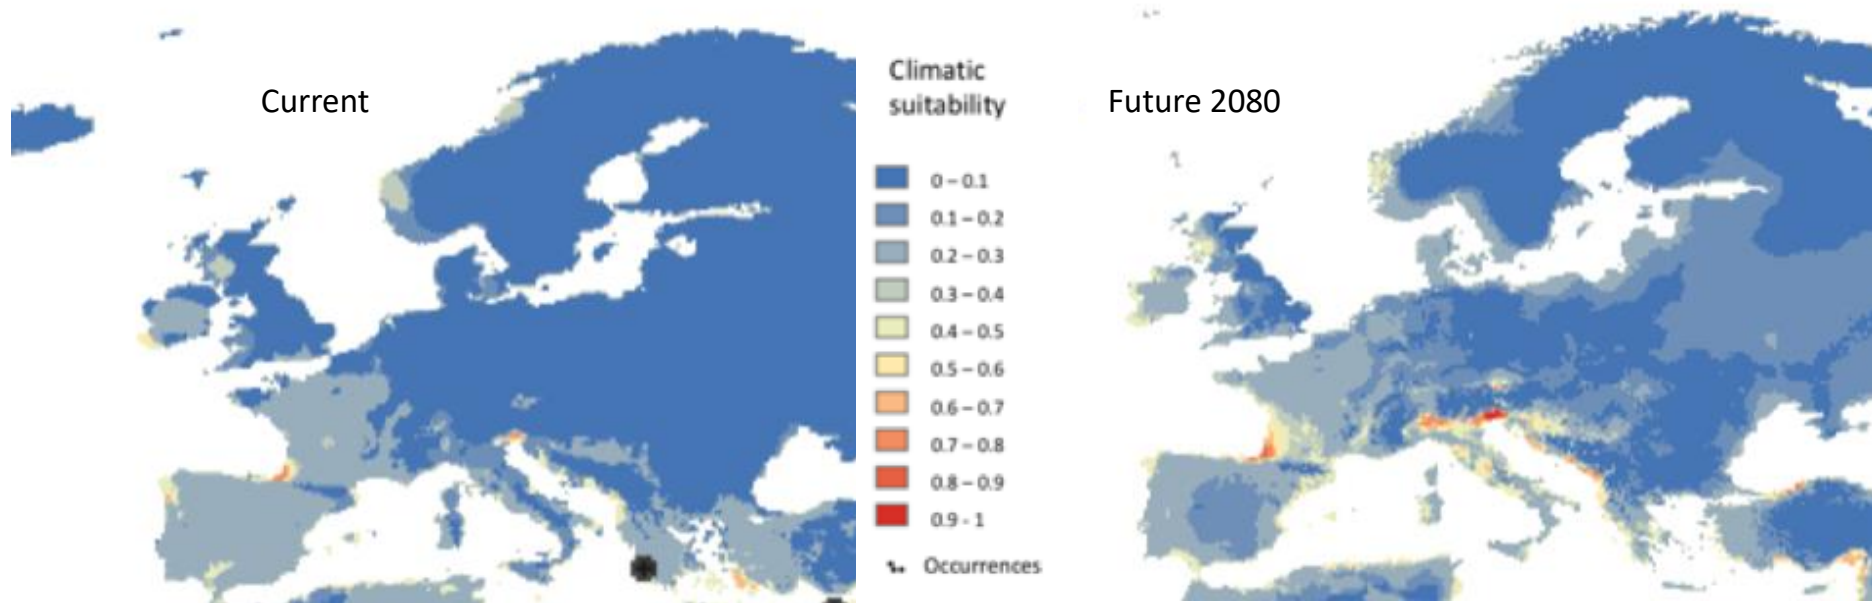 Current
Climatic
suitability
0 – 0.1
0.1 – 0.2
0.2 – 0.3
0.3 – 0.4
0.4 – 0.5
0.5 – 0.6
0.6 – 0.7
0.7 – 0.8
0.8 – 0.9
0.9 - 1
Occurrences
Future 2080